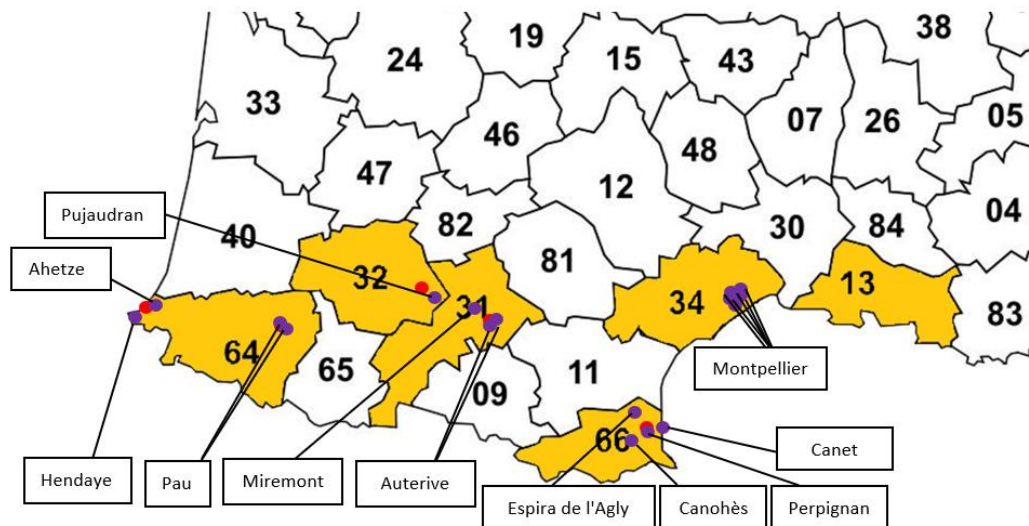 19
38
24
15
43
33
07
26
05
46
48
47
12
04
Pujaudran
82
30
84
40
81
Ahetze
32
13
31
34
83
64
65
11
Montpellier
09
66
Canet
Hendaye
Pau
Miremont
Auterive
Espira de l'Agly
Canohès
Perpignan